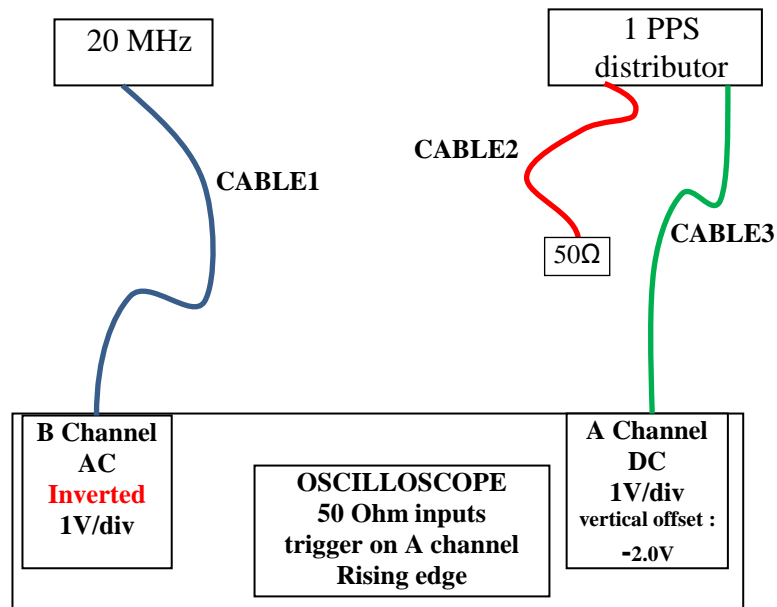 20 MHz
1 PPS
distributor
CABLE2
CABLE1
CABLE3
50Ω
B Channel
AC
Inverted
1V/div
OSCILLOSCOPE
50 Ohm inputs
trigger on A channel
Rising edge
A Channel
DC
1V/div
vertical offset :
-2.0V